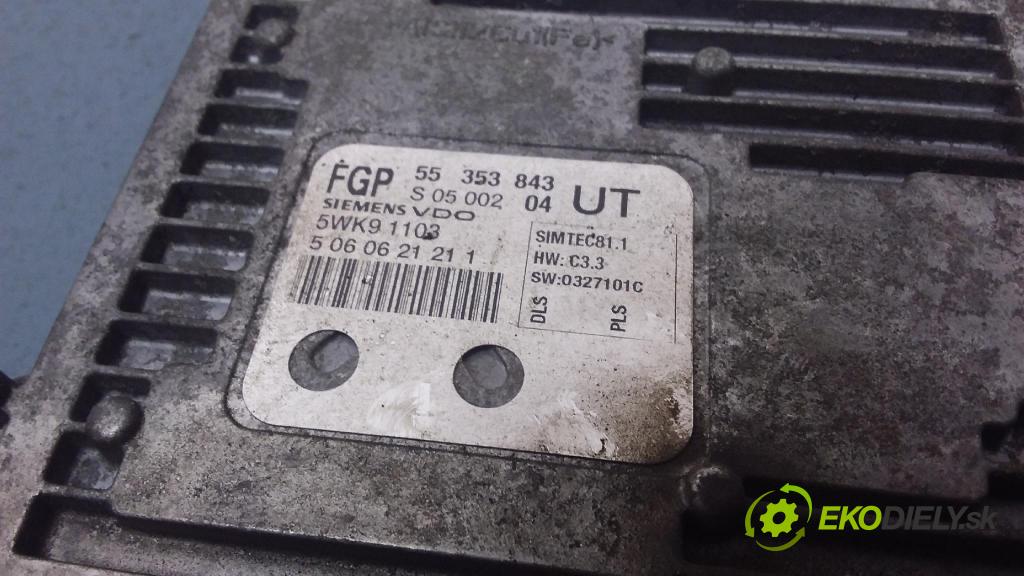 FGP 55 353 843 UT
S 05 002 04
SIEMENS VDO
5WK9 1103
5 06 06 21 21 1
SIMTEC81.1
HW: C3.3
SW:0327101C
DLS
PLS
EKODIELY.sk